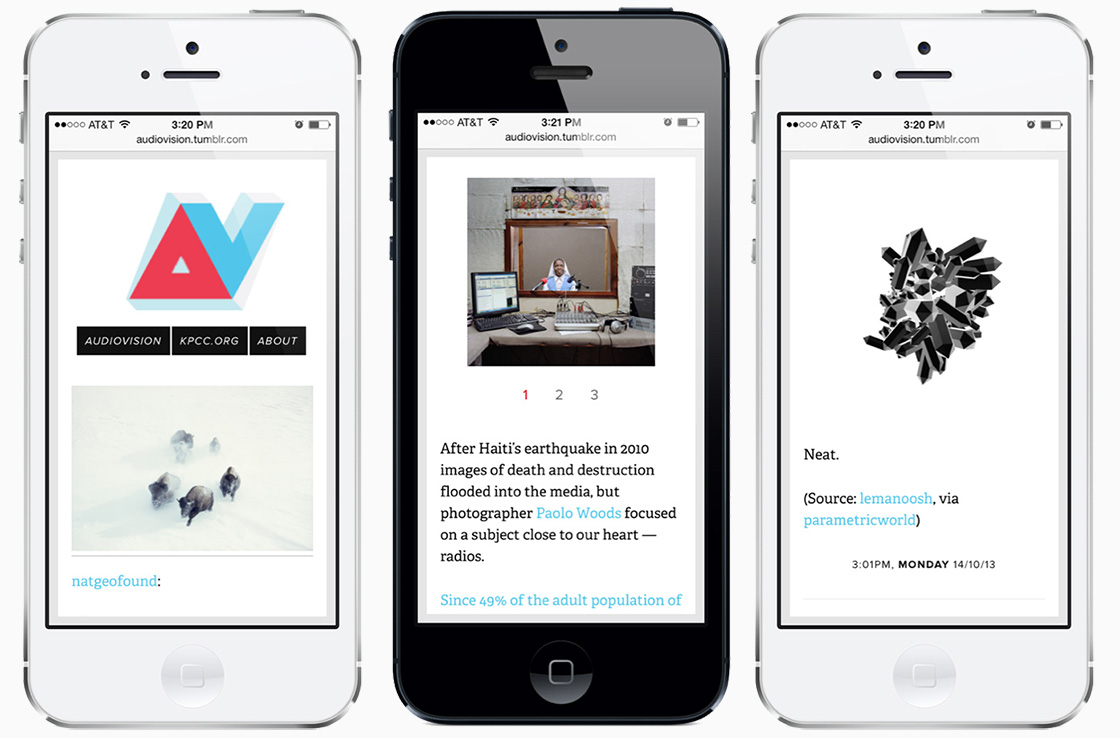 AT&T 3:20 PM
audiovision.tumblr.com
AV
AUDIOVISION KPCC.ORG ABOUT
natgeofound:
AT&T 3:21 PM
audiovision.tumblr.com
1 2 3
After Haiti’s earthquake in 2010
images of death and destruction
flooded into the media, but
photographer Paolo Woods focused
on a subject close to our heart —
radios.
Since 49% of the adult population of
AT&T 3:20 PM
audiovision.tumblr.com
Neat.
(Source: lemanoosh, via
parametricworld)
3:01PM, MONDAY 14/10/13